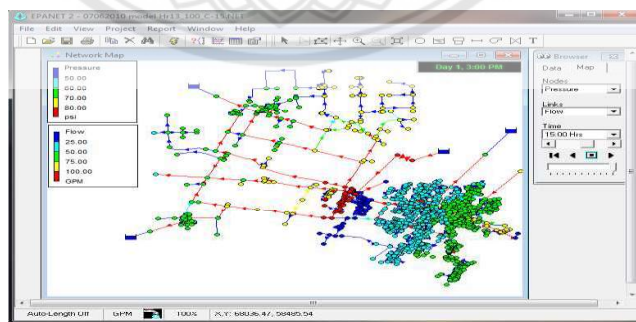 EPANET 2 - 07062010 model Hr13_100_C-15.NET
File Edit View Project Report Window Help
Network Map
Day 1, 3:00 PM
Pressure
50.00
60.00
70.00
80.00
psi
Flow
25.00
50.00
75.00
100.00
GPM
Browser
Data Map
Nodes
Pressure
Links
Flow
Time
15:00 Hrs
Auto-Length Off GPM 100% X,Y: 68036.47, 58485.54